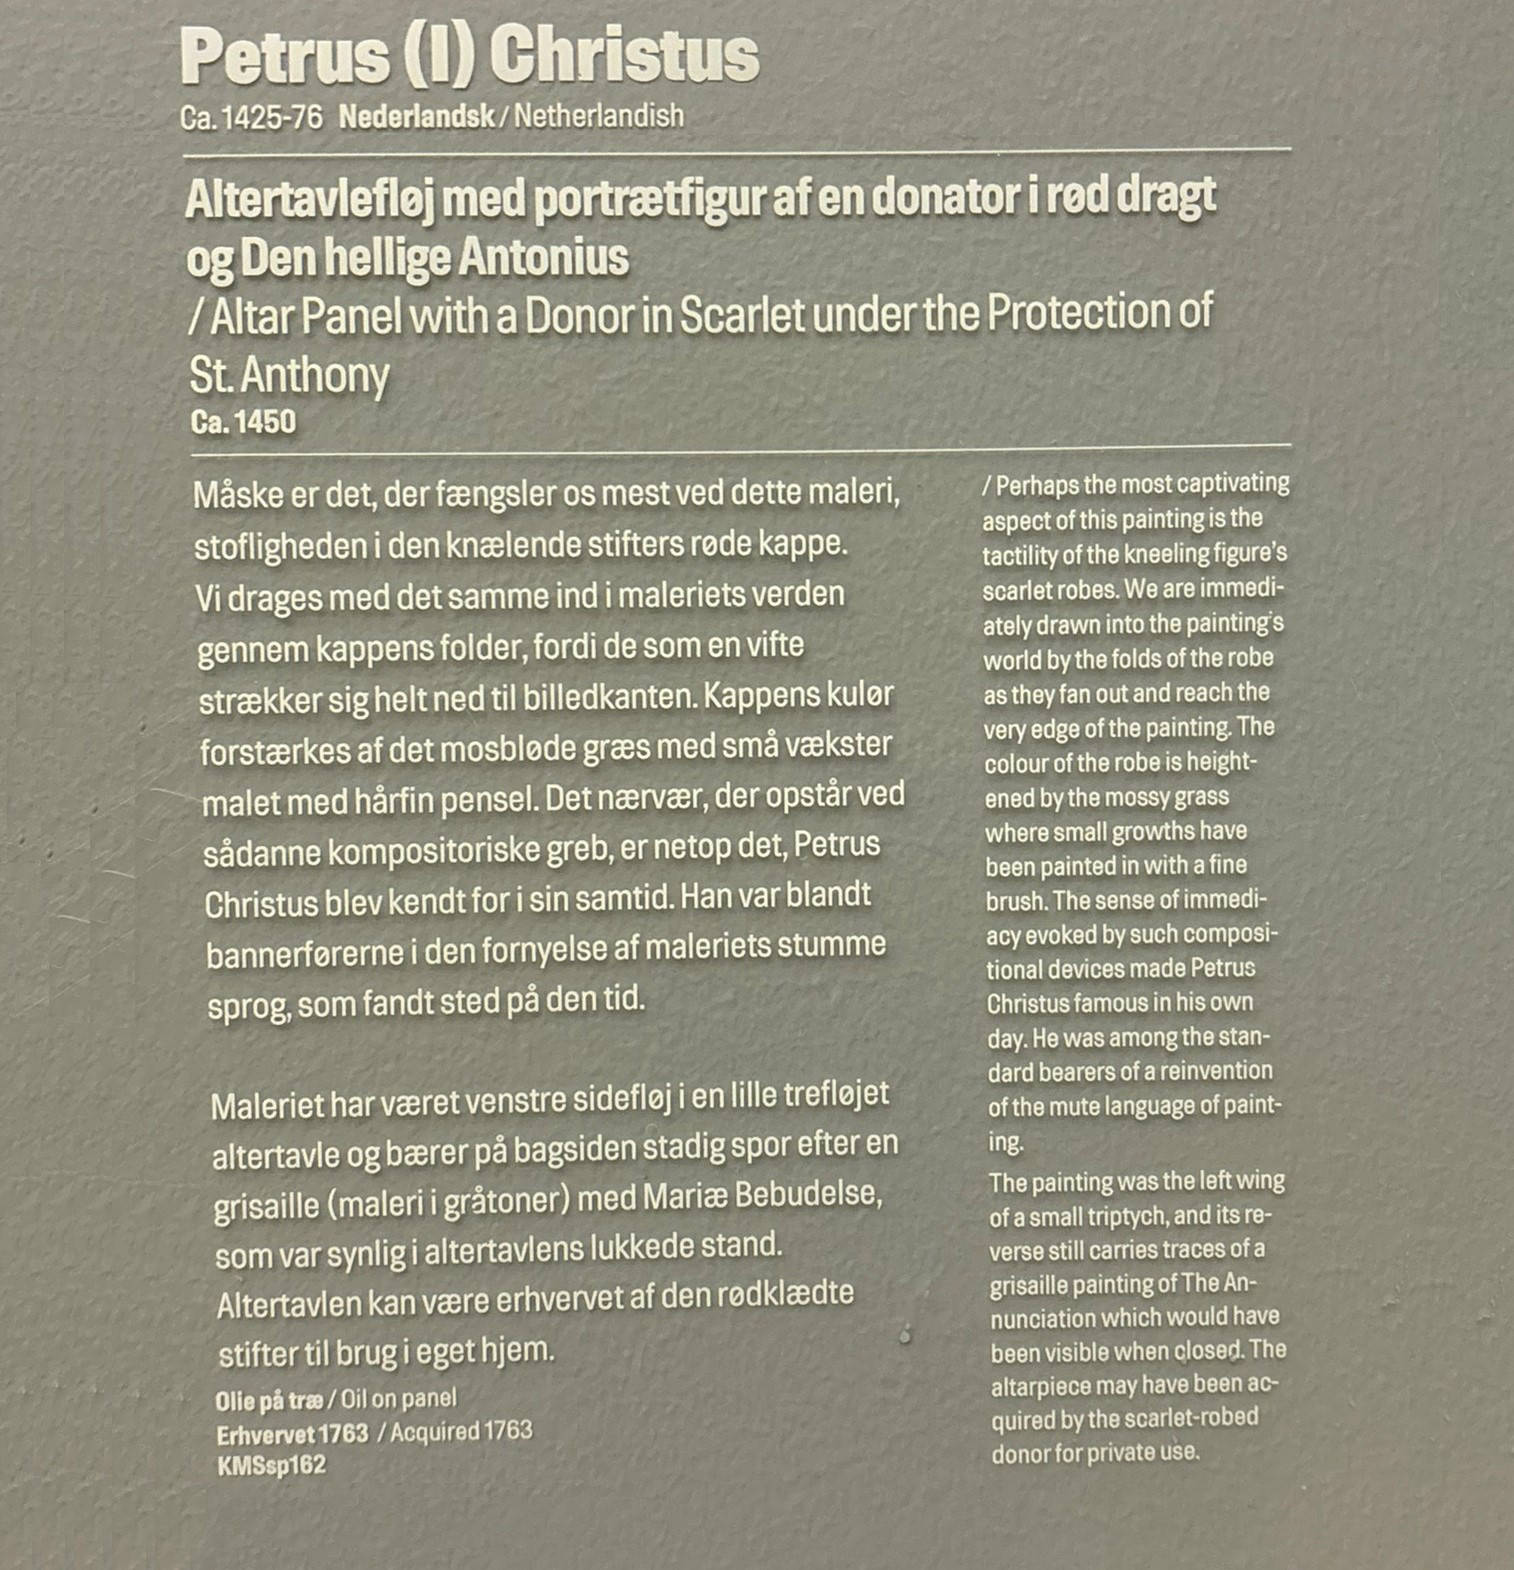 Petrus (I) Christus
Ca. 1425-76 Nederlandsk / Netherlandish
Altertavlefløj med portrætfigur af en donator i rød dragt
og Den hellige Antonius
/ Altar Panel with a Donor in Scarlet under the Protection of
St. Anthony
Ca. 1450
Måske er det, der fængsler os mest ved dette maleri,
stofligheden i den knælende stifters røde kappe.
Vi drages med det samme ind i maleriets verden
gennem kappens folder, fordi de som en vifte
strækker sig helt ned til billedkanten. Kappens kulør
forstærkes af det mosbløde græs med små vækster
malet med hårfin pensel. Det nærvær, der opstår ved
sådanne kompositoriske greb, er netop det, Petrus
Christus blev kendt for i sin samtid. Han var blandt
bannerførerne i den fornyelse af maleriets stumme
sprog, som fandt sted på den tid.
Maleriet har været venstre sidefløj i en lille trefløjet
altertavle og bærer på bagsiden stadig spor efter en
grisaille (maleri i gråtoner) med Mariæ Bebudelse,
som var synlig i altertavlens lukkede stand.
Altertavlen kan være erhvervet af den rødklædte
stifter til brug i eget hjem.
Olie på træ / Oil on panel
Erhvervet 1763 / Acquired 1763
KMSsp162
/ Perhaps the most captivating
aspect of this painting is the
tactility of the kneeling figure's
scarlet robes. We are immedi-
ately drawn into the painting's
world by the folds of the robe
as they fan out and reach the
very edge of the painting. The
colour of the robe is height-
ened by the mossy grass
where small growths have
been painted in with a fine
brush. The sense of immedi-
acy evoked by such composi-
tional devices made Petrus
Christus famous in his own
day. He was among the stan-
dard bearers of a reinvention
of the mute language of paint-
ing.
The painting was the left wing
of a small triptych, and its re-
verse still carries traces of a
grisaille painting of The An-
nunciation which would have
been visible when closed. The
altarpiece may have been ac-
quired by the scarlet-robed
donor for private use.